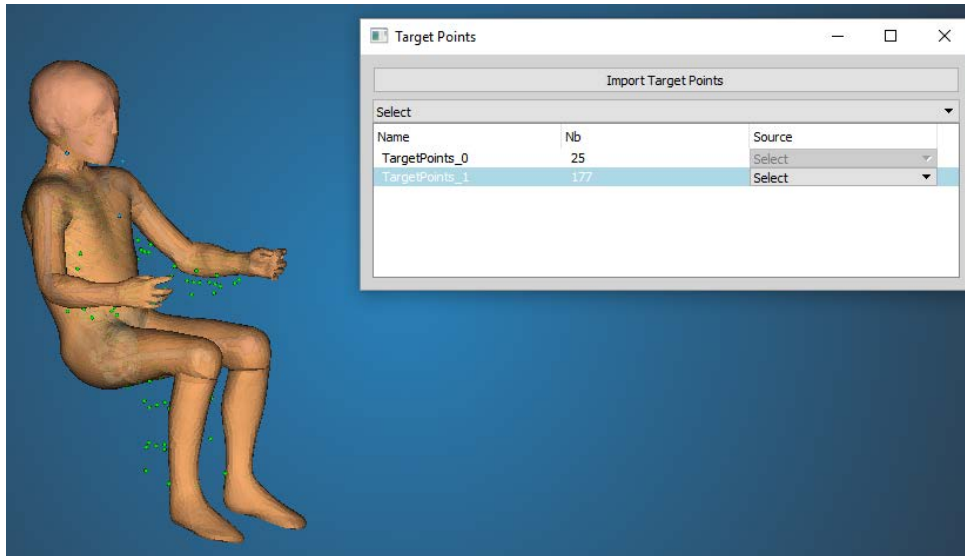 Target Points
Import Target Points
Select
Name Nb Source
TargetPoints_0 25 Select
TargetPoints_1 177 Select